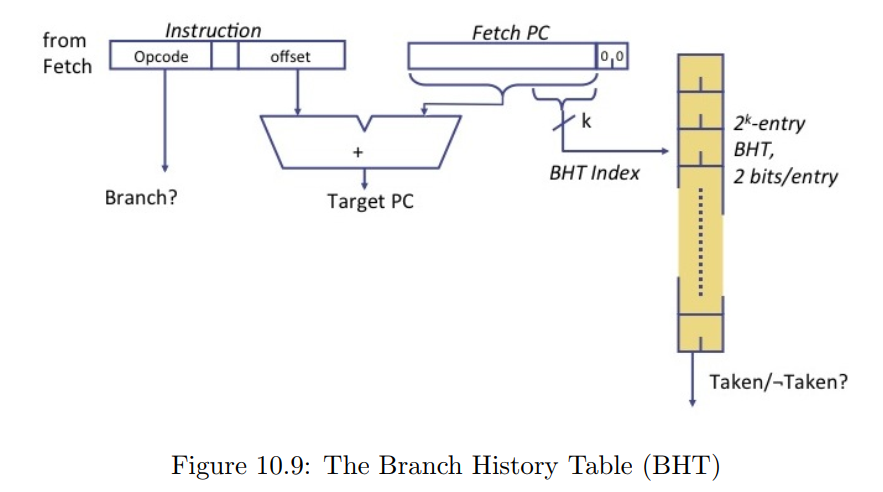 from
Fetch
Instruction
Opcode
offset
Fetch PC
0,0
+
k
Branch?
Target PC
BHT Index
2ᵏ-entry
BHT,
2 bits/entry
Taken/¬Taken?
Figure 10.9: The Branch History Table (BHT)